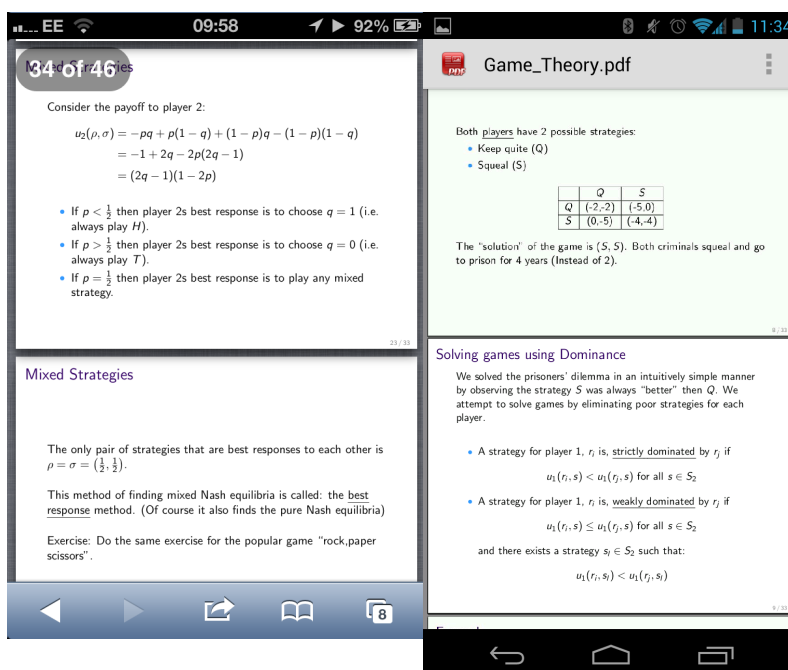 EE 09:58 92%
34 of 46
Mixed Strategies
Consider the payoff to player 2:
u₂(ρ, σ) = −pq + p(1 − q) + (1 − p)q − (1 − p)(1 − q)
= −1 + 2q − 2p(2q − 1)
= (2q − 1)(1 − 2p)
• If p < 1/2 then player 2s best response is to choose q = 1 (i.e.
always play H).
• If p > 1/2 then player 2s best response is to choose q = 0 (i.e.
always play T).
• If p = 1/2 then player 2s best response is to play any mixed
strategy.
23 / 33
Mixed Strategies
The only pair of strategies that are best responses to each other is
ρ = σ = (1/2, 1/2).
This method of finding mixed Nash equilibria is called: the best
response method. (Of course it also finds the pure Nash equilibria)
Exercise: Do the same exercise for the popular game "rock,paper
scissors".
8
11:34
PDF
Game_Theory.pdf
Both players have 2 possible strategies:
• Keep quite (Q)
• Squeal (S)
Q S
Q (-2,-2) (-5,0)
S (0,-5) (-4,-4)
The "solution" of the game is (S, S). Both criminals squeal and go
to prison for 4 years (Instead of 2).
8 / 33
Solving games using Dominance
We solved the prisoners' dilemma in an intuitively simple manner
by observing the strategy S was always "better" then Q. We
attempt to solve games by eliminating poor strategies for each
player.
• A strategy for player 1, rᵢ is, strictly dominated by rⱼ if
u₁(rᵢ, s) < u₁(rⱼ, s) for all s ∈ S₂
• A strategy for player 1, rᵢ is, weakly dominated by rⱼ if
u₁(rᵢ, s) ≤ u₁(rⱼ, s) for all s ∈ S₂
and there exists a strategy sₗ ∈ S₂ such that:
u₁(rᵢ, sₗ) < u₁(rⱼ, sₗ)
9 / 33